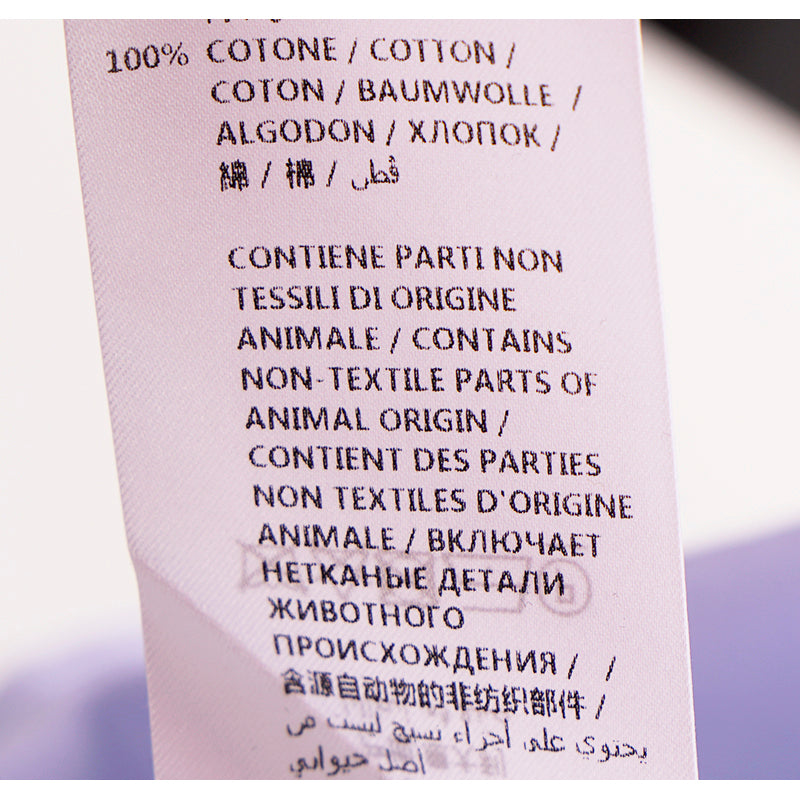 100% COTONE / COTTON /
COTON / BAUMWOLLE /
ALGODON / ХЛОПОК /
綿 / 棉 / قطن
CONTIENE PARTI NON
TESSILI DI ORIGINE
ANIMALE / CONTAINS
NON-TEXTILE PARTS OF
ANIMAL ORIGIN /
CONTIENT DES PARTIES
NON TEXTILES D'ORIGINE
ANIMALE / ВКЛЮЧАЕТ
НЕТКАНЫЕ ДЕТАЛИ
ЖИВОТНОГО
ПРОИСХОЖДЕНИЯ / /
含源自动物的非纺织部件 /
يحتوي على أجزاء نسيج ليست من
أصل حيواني